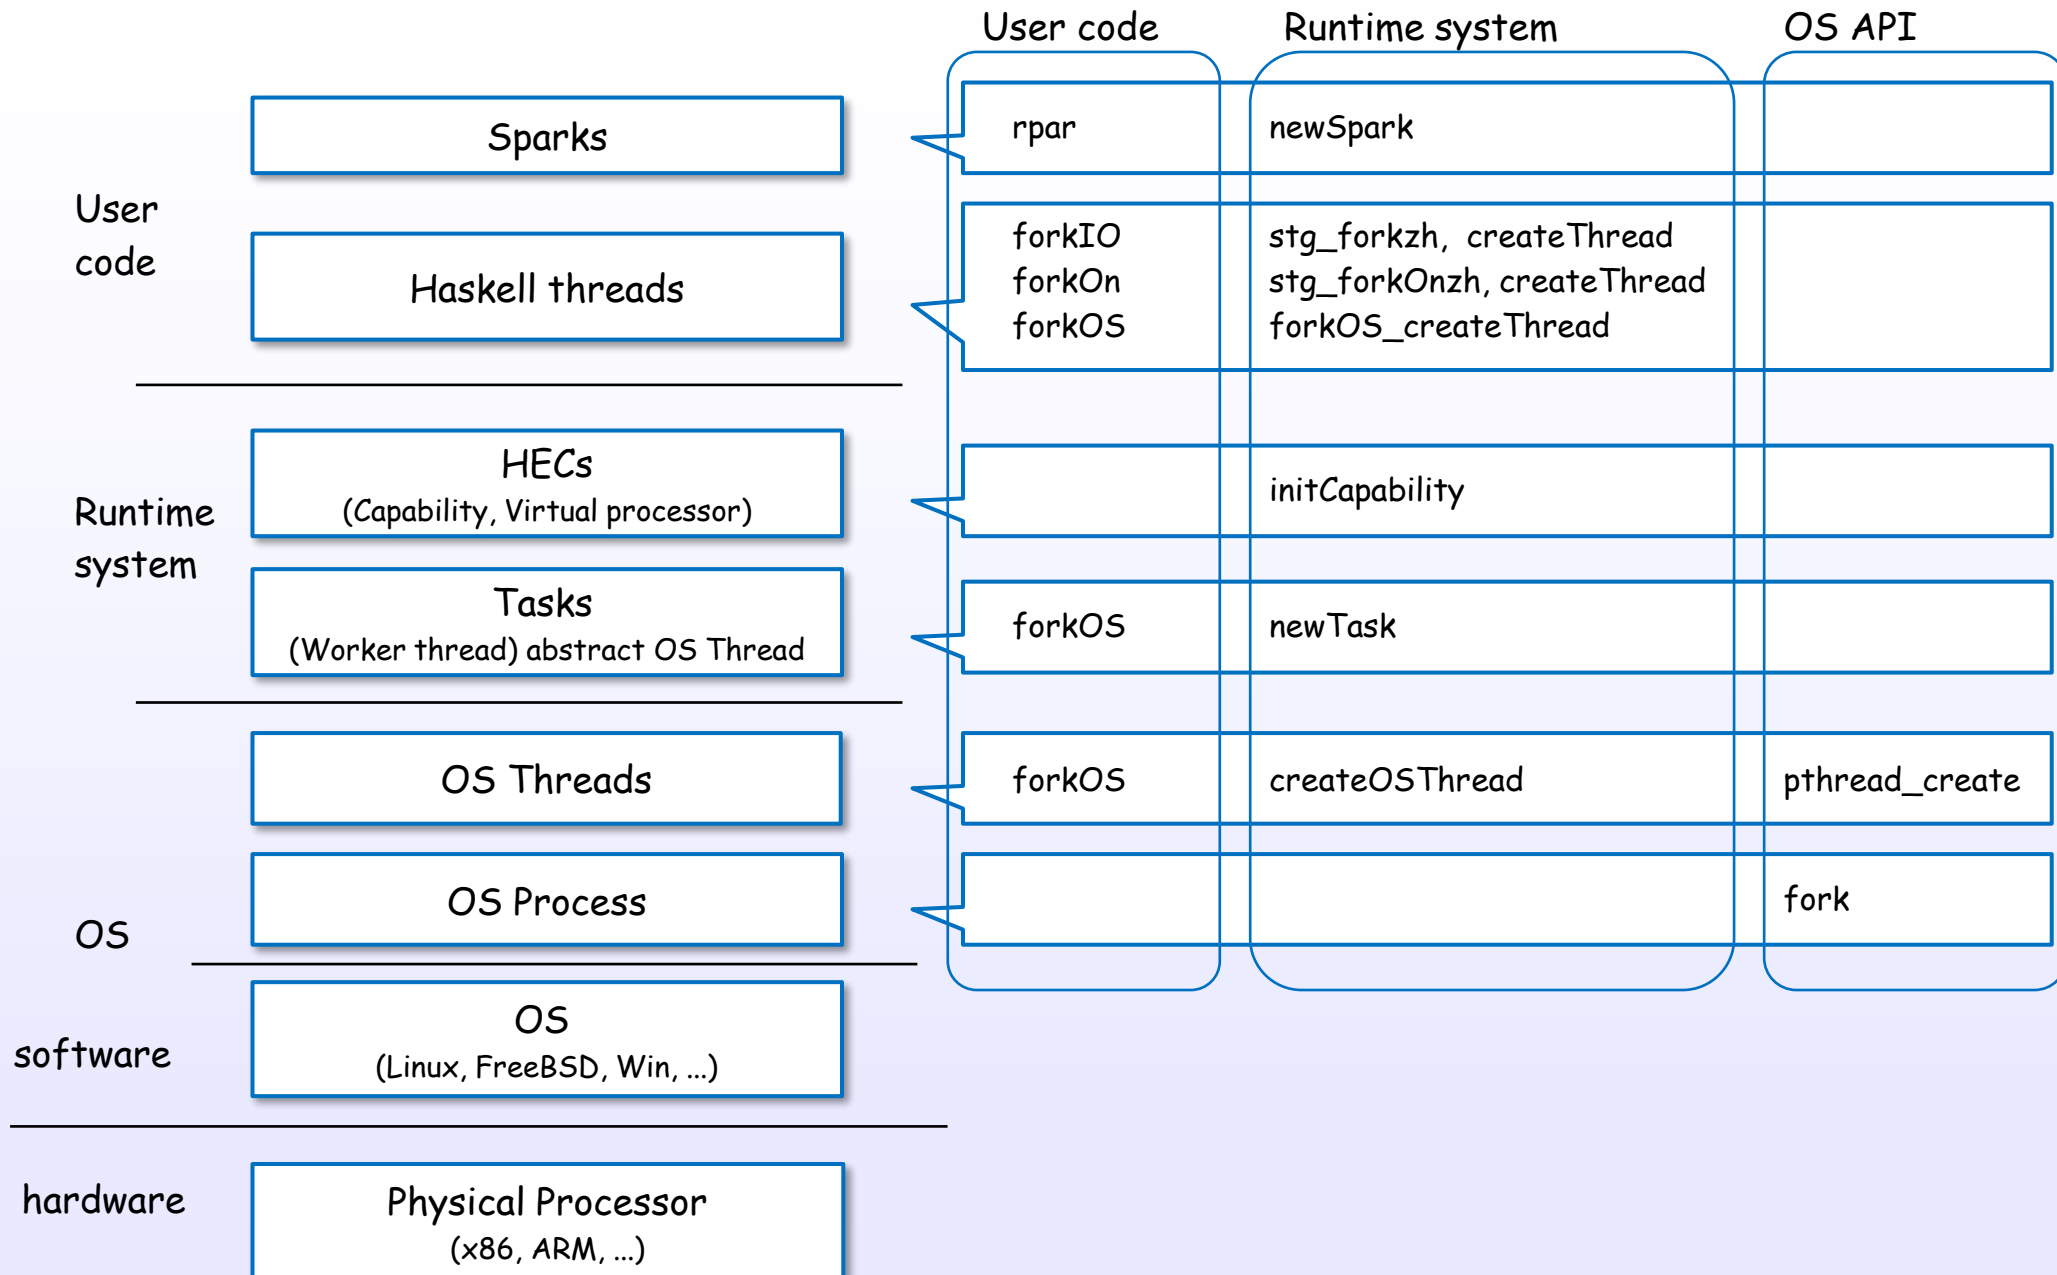 User code Runtime system OS API
Sparks
rpar newSpark
User
code
Haskell threads
forkIO stg_forkzh, createThread
forkOn stg_forkOnzh, createThread
forkOS forkOS_createThread
Runtime
system
HECs
(Capability, Virtual processor)
initCapability
Tasks
(Worker thread) abstract OS Thread
forkOS newTask
OS Threads
forkOS createOSThread pthread_create
OS Process
fork
OS
OS
(Linux, FreeBSD, Win, ...)
software
hardware
Physical Processor
(x86, ARM, ...)